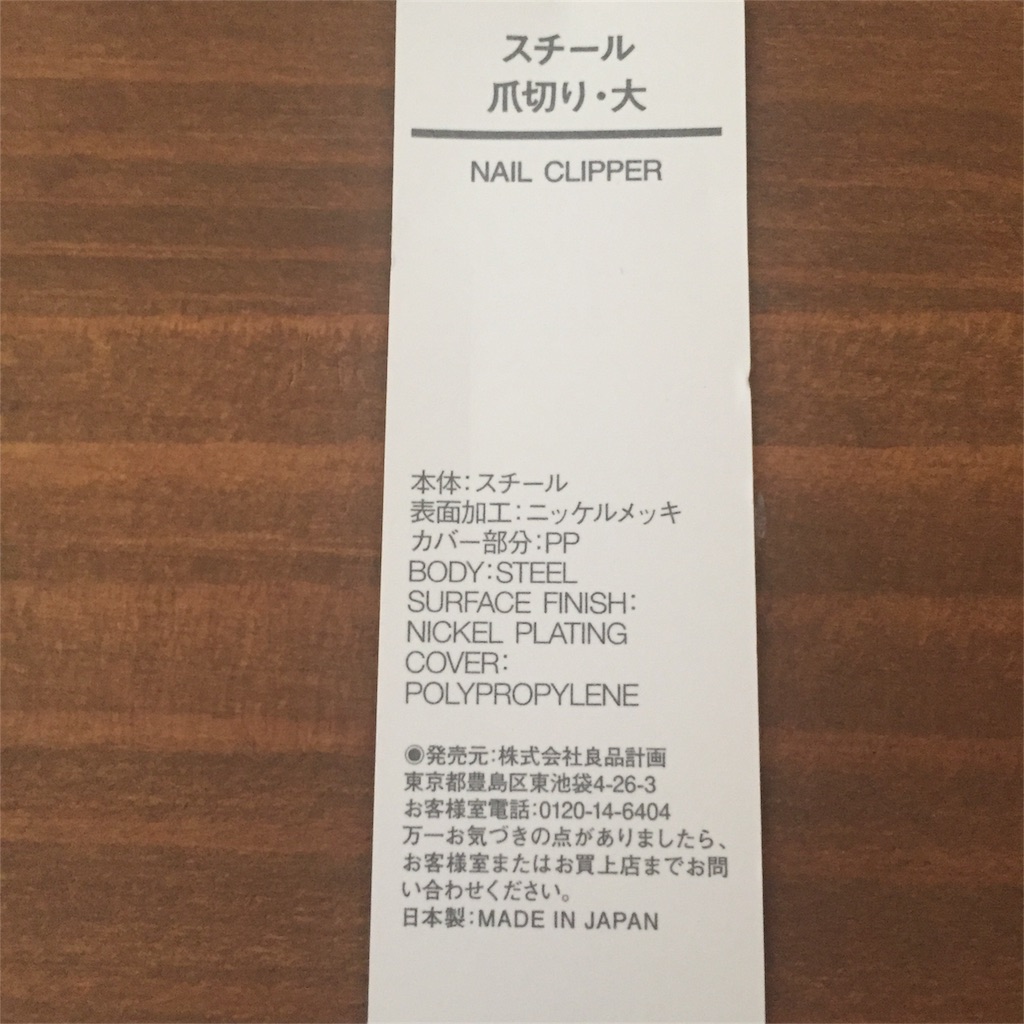 スチール
爪切り・大
NAIL CLIPPER
本体:スチール
表面加工:ニッケルメッキ
カバー部分:PP
BODY:STEEL
SURFACE FINISH:
NICKEL PLATING
COVER:
POLYPROPYLENE
◉発売元:株式会社良品計画
東京都豊島区東池袋4-26-3
お客様室電話:0120-14-6404
万一お気づきの点がありましたら、
お客様室またはお買上店までお問
い合わせください。
日本製:MADE IN JAPAN